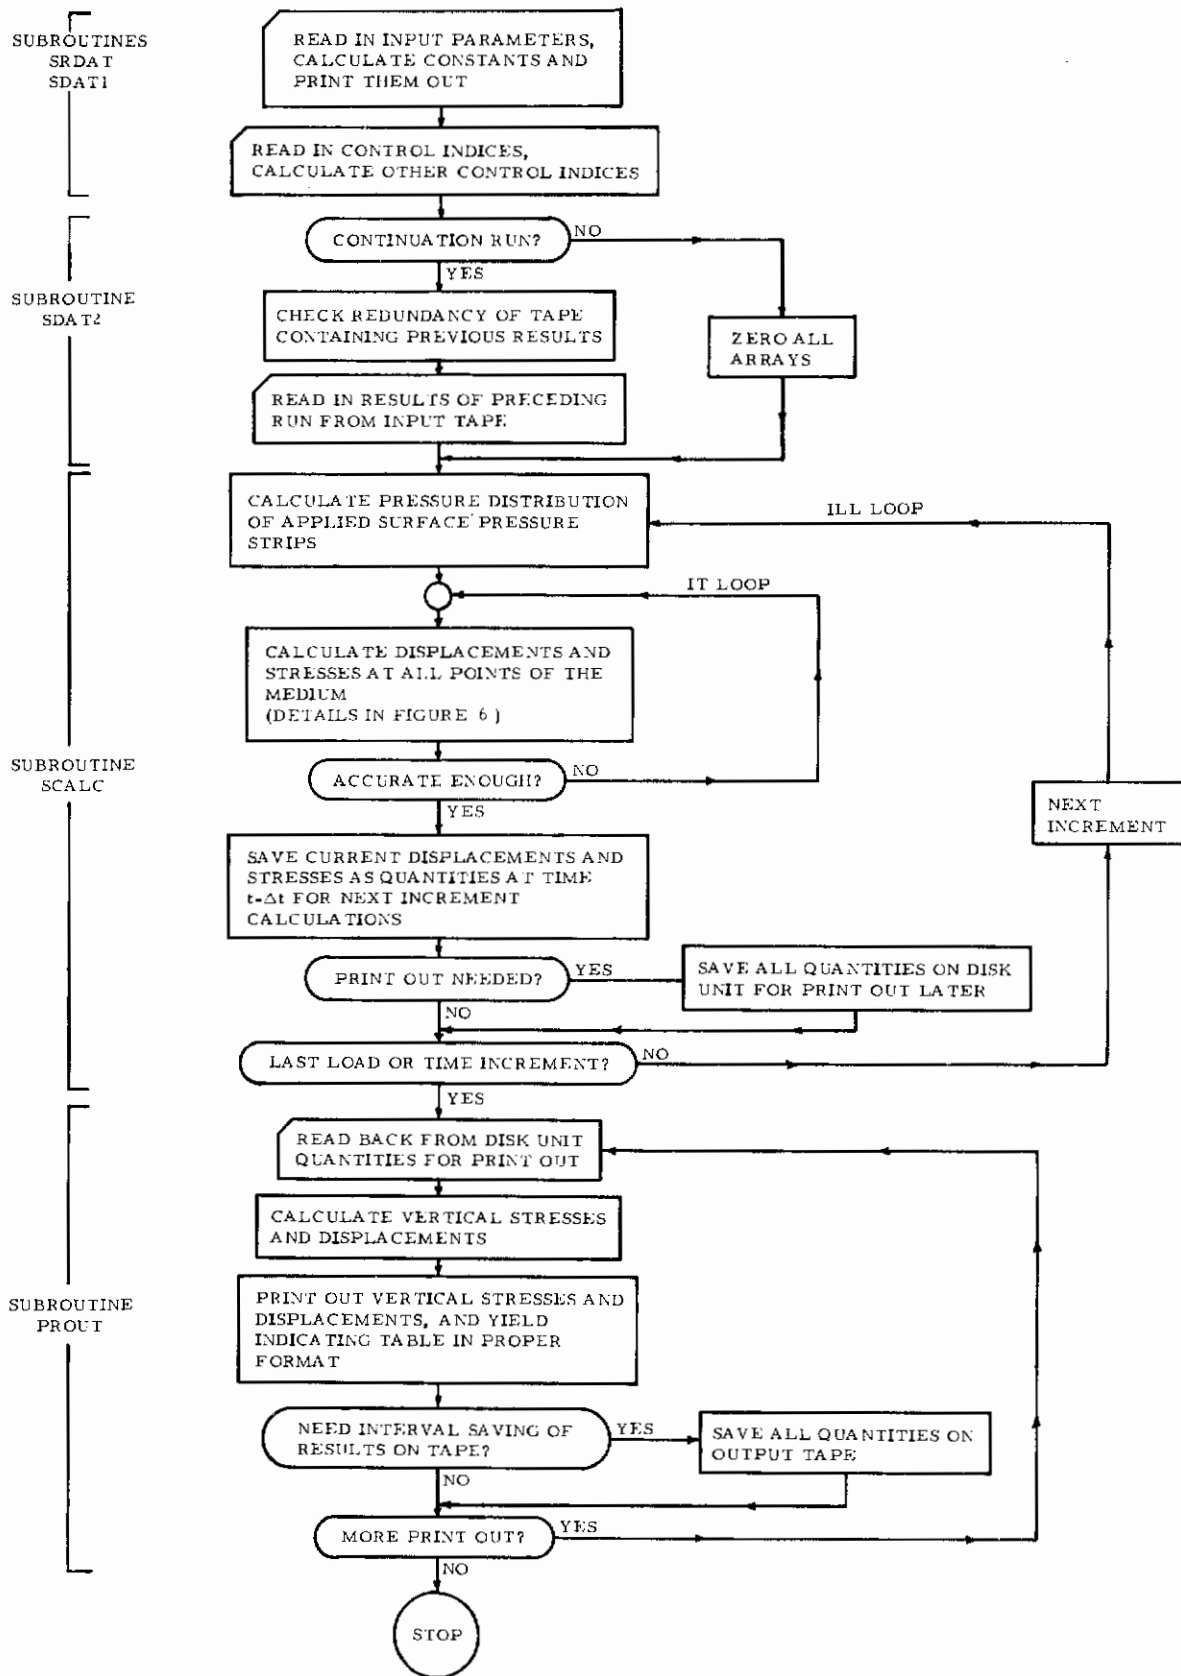 SUBROUTINES
SRDAT
SDAT1
READ IN INPUT PARAMETERS,
CALCULATE CONSTANTS AND
PRINT THEM OUT
READ IN CONTROL INDICES,
CALCULATE OTHER CONTROL INDICES
SUBROUTINE
SDAT2
CONTINUATION RUN?
NO
YES
CHECK REDUNDANCY OF TAPE
CONTAINING PREVIOUS RESULTS
ZERO ALL
ARRAYS
READ IN RESULTS OF PRECEDING
RUN FROM INPUT TAPE
SUBROUTINE
SCALC
CALCULATE PRESSURE DISTRIBUTION
OF APPLIED SURFACE PRESSURE
STRIPS
ILL LOOP
IT LOOP
CALCULATE DISPLACEMENTS AND
STRESSES AT ALL POINTS OF THE
MEDIUM
(DETAILS IN FIGURE 6)
ACCURATE ENOUGH?
NO
YES
NEXT
INCREMENT
SAVE CURRENT DISPLACEMENTS AND
STRESSES AS QUANTITIES AT TIME
t-Δt FOR NEXT INCREMENT
CALCULATIONS
PRINT OUT NEEDED?
YES
SAVE ALL QUANTITIES ON DISK
UNIT FOR PRINT OUT LATER
NO
LAST LOAD OR TIME INCREMENT?
NO
YES
SUBROUTINE
PROUT
READ BACK FROM DISK UNIT
QUANTITIES FOR PRINT OUT
CALCULATE VERTICAL STRESSES
AND DISPLACEMENTS
PRINT OUT VERTICAL STRESSES AND
DISPLACEMENTS, AND YIELD
INDICATING TABLE IN PROPER
FORMAT
NEED INTERVAL SAVING OF
RESULTS ON TAPE?
YES
SAVE ALL QUANTITIES ON
OUTPUT TAPE
NO
MORE PRINT OUT?
YES
NO
STOP